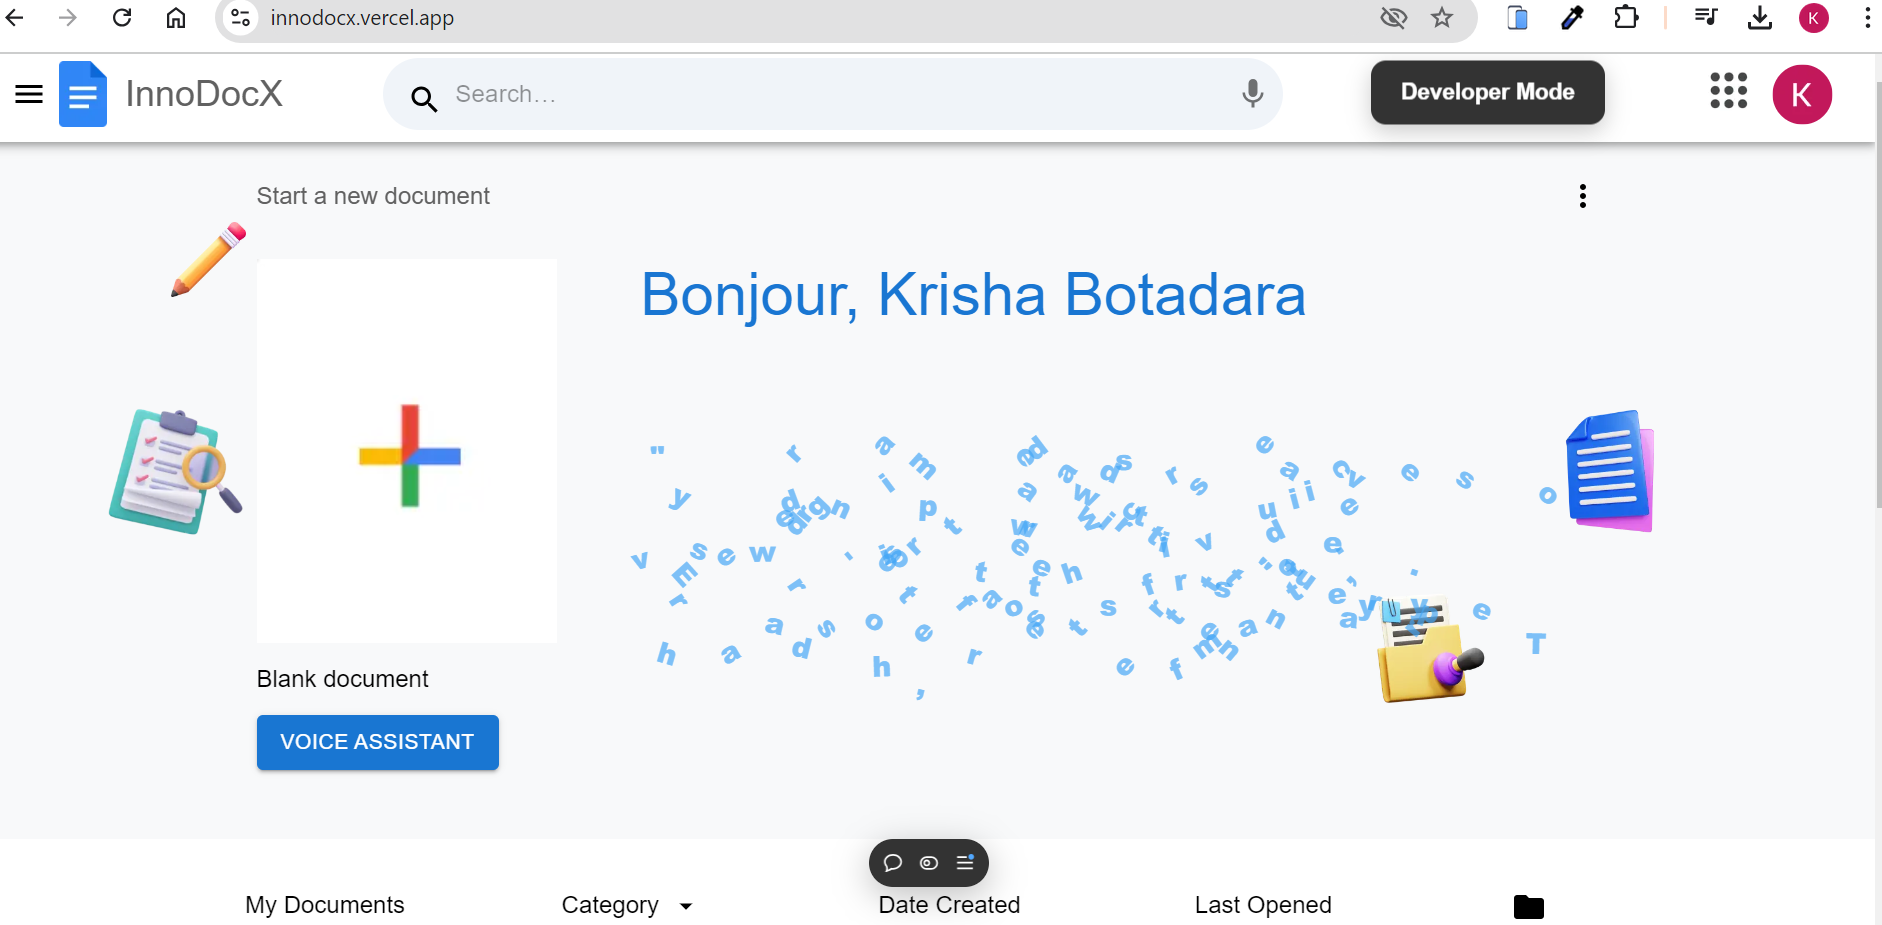 innodocx.vercel.app
K
InnoDocX
Search...
Developer Mode
K
Start a new document
Bonjour, Krisha Botadara
Blank document
VOICE ASSISTANT
My Documents
Category
Date Created
Last Opened